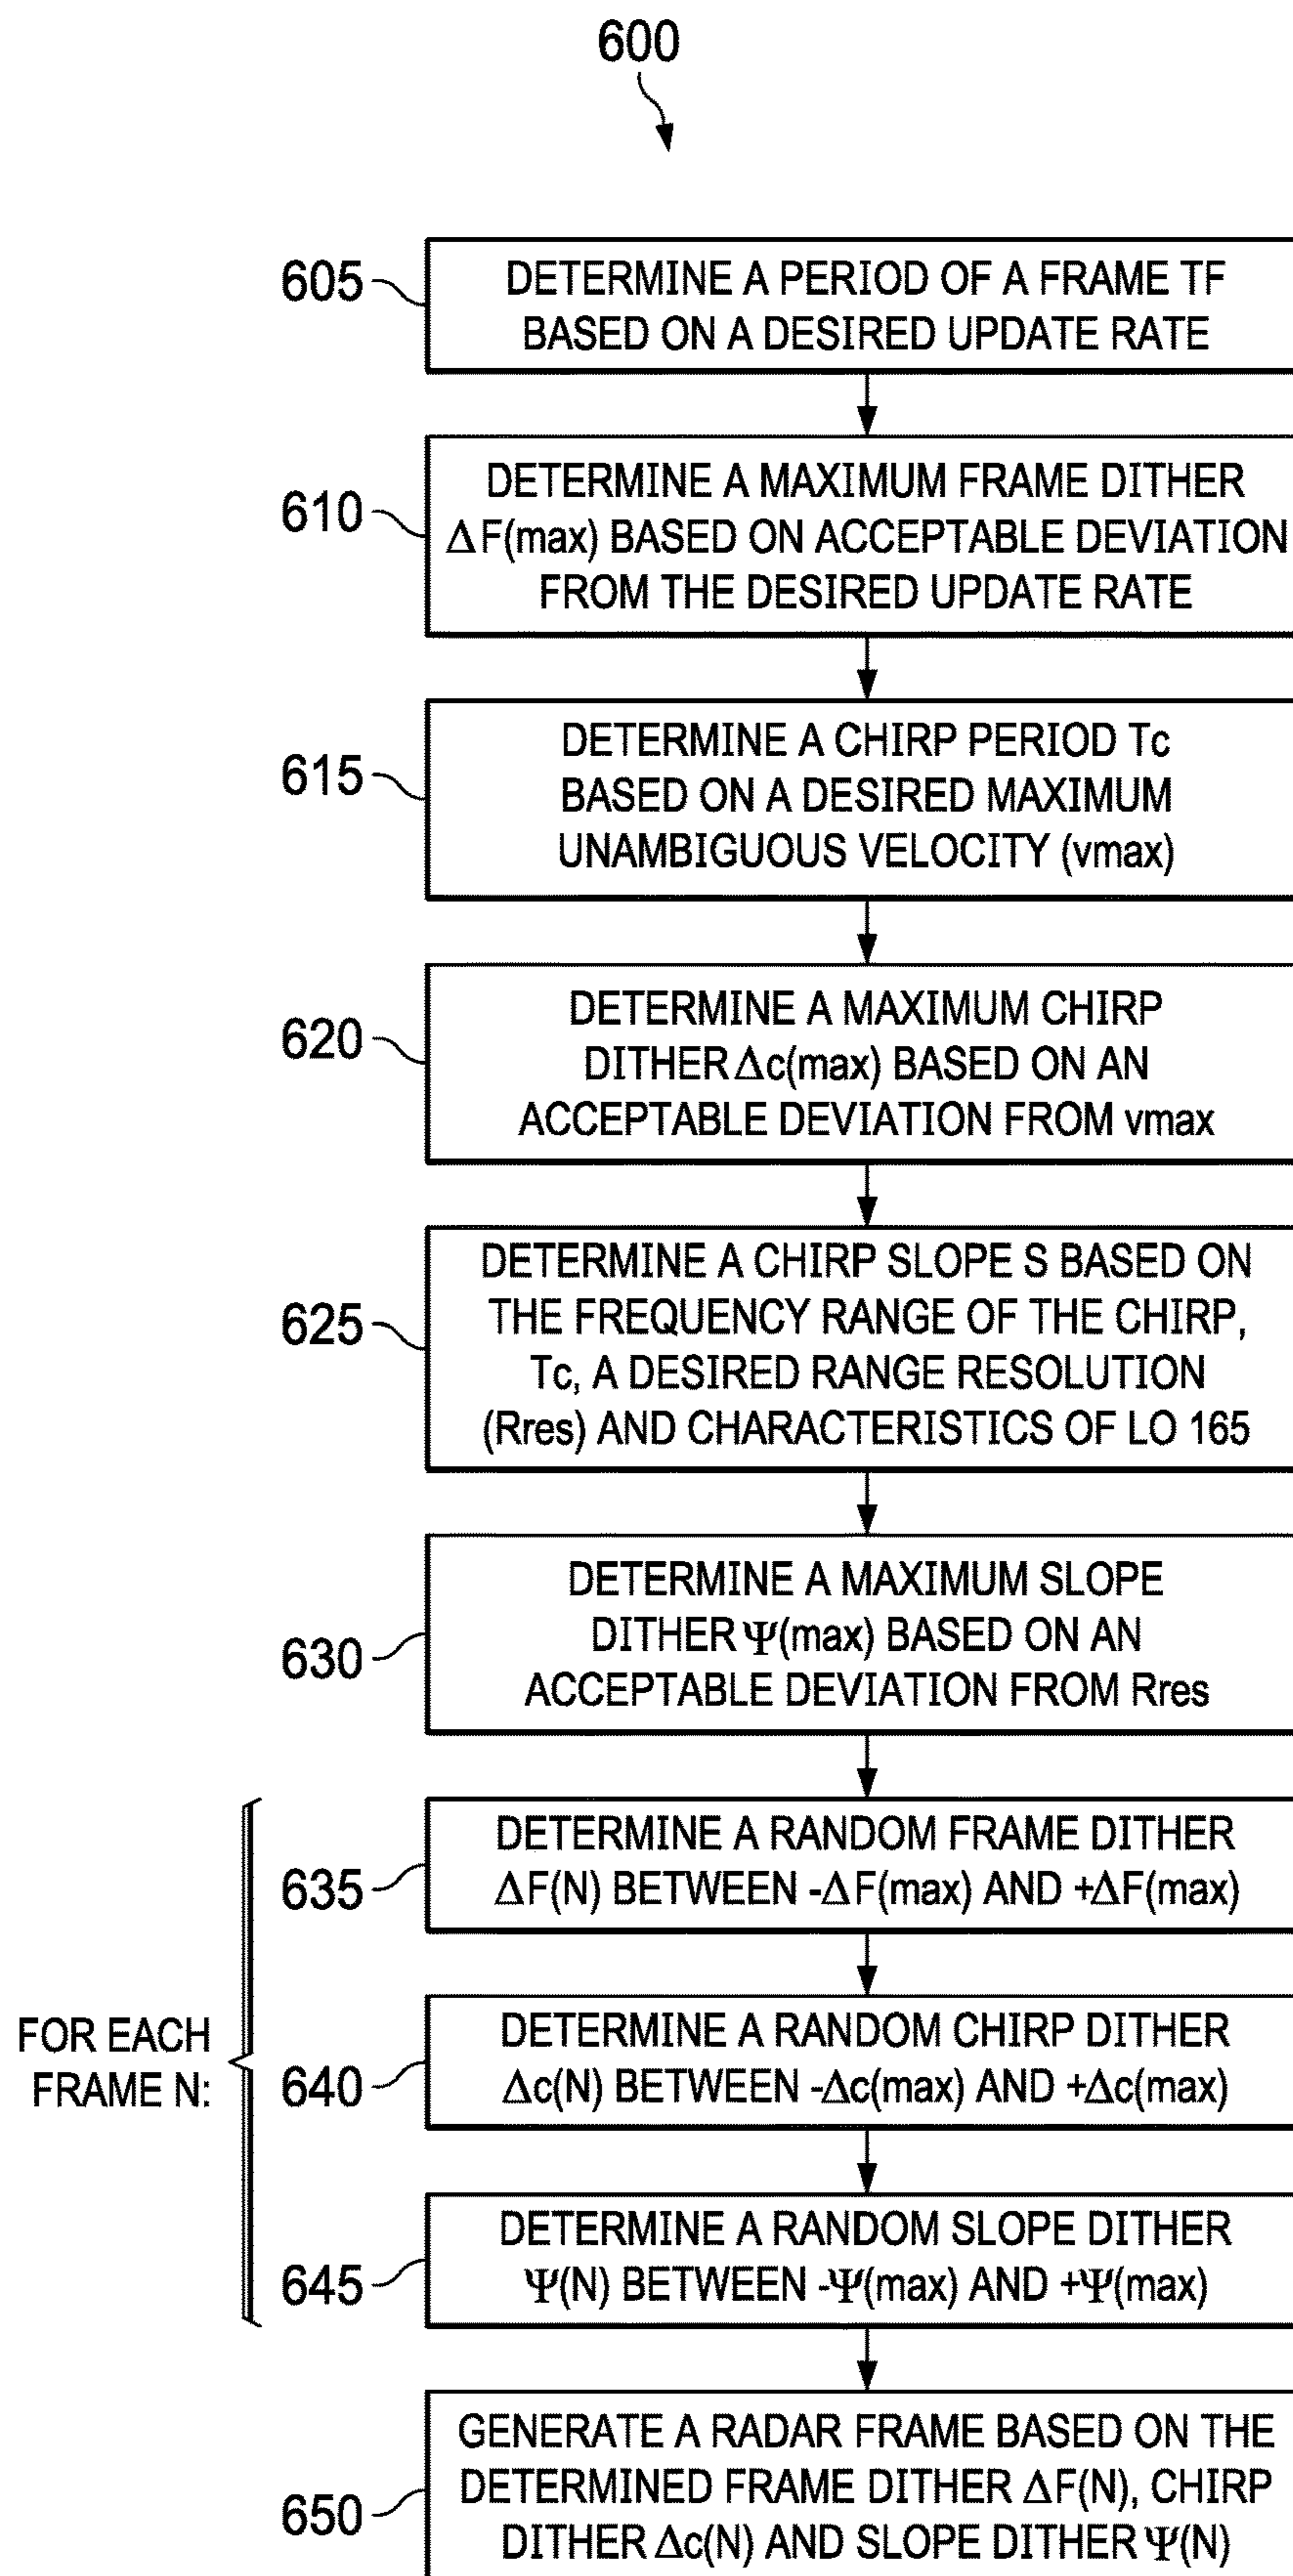 600
605
DETERMINE A PERIOD OF A FRAME TF
BASED ON A DESIRED UPDATE RATE
610
DETERMINE A MAXIMUM FRAME DITHER
ΔF(max) BASED ON ACCEPTABLE DEVIATION
FROM THE DESIRED UPDATE RATE
615
DETERMINE A CHIRP PERIOD Tc
BASED ON A DESIRED MAXIMUM
UNAMBIGUOUS VELOCITY (vmax)
620
DETERMINE A MAXIMUM CHIRP
DITHER Δc(max) BASED ON AN
ACCEPTABLE DEVIATION FROM vmax
625
DETERMINE A CHIRP SLOPE S BASED ON
THE FREQUENCY RANGE OF THE CHIRP,
Tc, A DESIRED RANGE RESOLUTION
(Rres) AND CHARACTERISTICS OF LO 165
630
DETERMINE A MAXIMUM SLOPE
DITHER Ψ(max) BASED ON AN
ACCEPTABLE DEVIATION FROM Rres
FOR EACH
FRAME N:
635
DETERMINE A RANDOM FRAME DITHER
ΔF(N) BETWEEN -ΔF(max) AND +ΔF(max)
640
DETERMINE A RANDOM CHIRP DITHER
Δc(N) BETWEEN -Δc(max) AND +Δc(max)
645
DETERMINE A RANDOM SLOPE DITHER
Ψ(N) BETWEEN -Ψ(max) AND +Ψ(max)
650
GENERATE A RADAR FRAME BASED ON THE
DETERMINED FRAME DITHER ΔF(N), CHIRP
DITHER Δc(N) AND SLOPE DITHER Ψ(N)